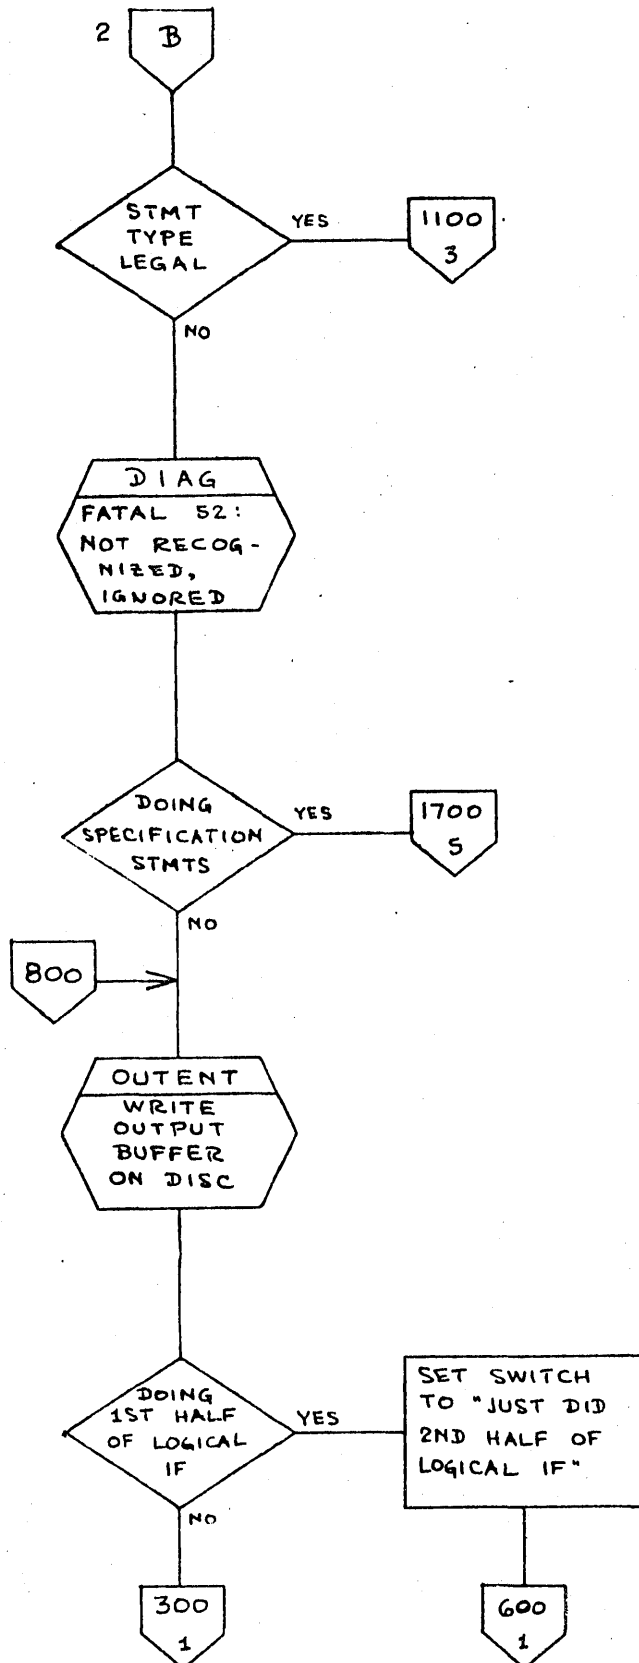 2 B
STMT
TYPE
LEGAL
YES
1100
3
NO
DIAG
FATAL 52:
NOT RECOG-
NIZED,
IGNORED
DOING
SPECIFICATION
STMTS
YES
1700
5
NO
800
OUTENT
WRITE
OUTPUT
BUFFER
ON DISC
DOING
1ST HALF
OF LOGICAL
IF
YES
SET SWITCH
TO "JUST DID
2ND HALF OF
LOGICAL IF"
NO
300
1
600
1